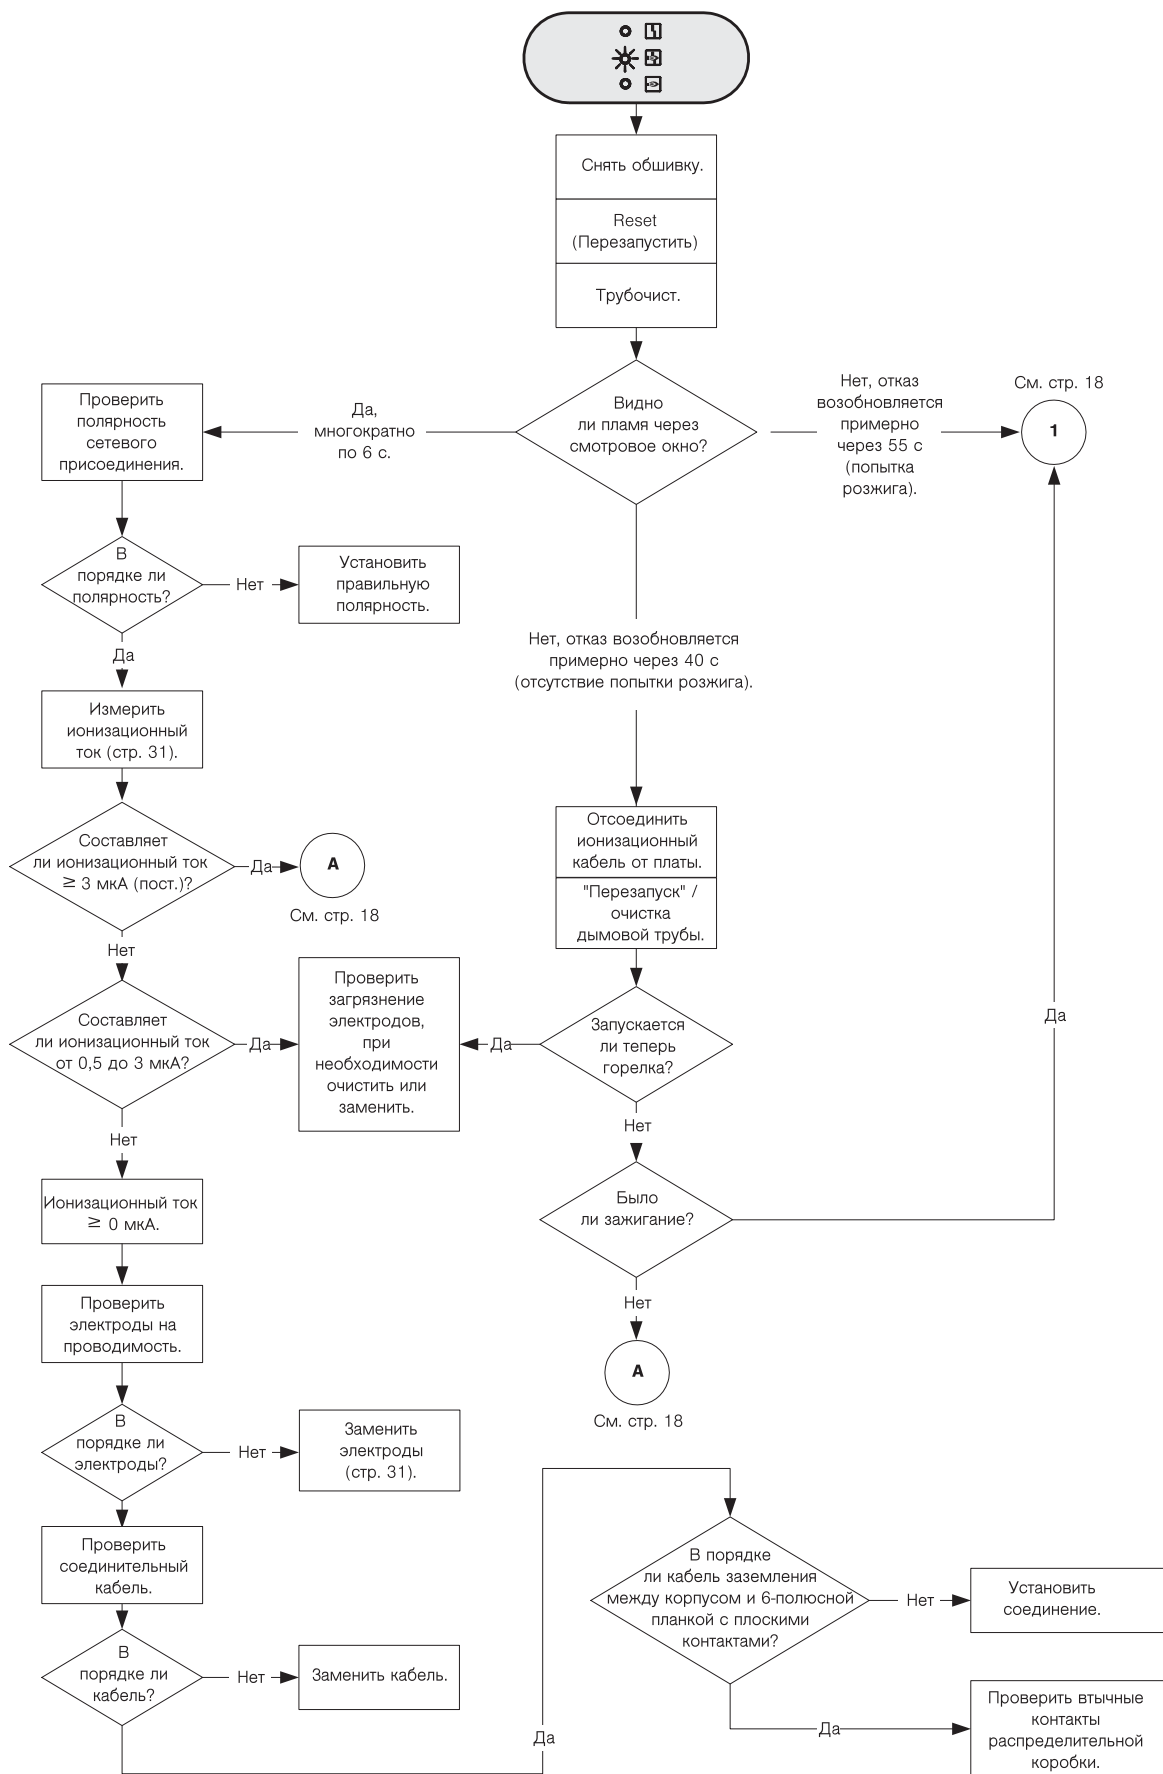 Снять обшивку.
Reset
(Перезапустить)
Трубочист.
Видно
ли пламя через
смотровое окно?
Да,
многократно
по 6 с.
Нет, отказ
возобновляется
примерно
через 55 с
(попытка
розжига).
См. стр. 18
1
Проверить
полярность
сетевого
присоединения.
В
порядке ли
полярность?
Нет
Установить
правильную
полярность.
Да
Нет, отказ возобновляется
примерно через 40 с
(отсутствие попытки розжига).
Измерить
ионизационный
ток (стр. 31).
Составляет
ли ионизационный ток
≧ 3 мкА (пост.)?
Да
А
См. стр. 18
Отсоединить
ионизационный
кабель от платы.
"Перезапуск" /
очистка
дымовой трубы.
Нет
Составляет
ли ионизационный ток
от 0,5 до 3 мкА?
Да
Проверить
загрязнение
электродов,
при
необходимости
очистить или
заменить.
Да
Запускается
ли теперь
горелка?
Да
Нет
Нет
Ионизационный ток
≧ 0 мкА.
Было
ли зажигание?
Проверить
электроды на
проводимость.
Нет
А
См. стр. 18
В
порядке ли
электроды?
Нет
Заменить
электроды
(стр. 31).
Проверить
соединительный
кабель.
В порядке
ли кабель заземления
между корпусом и 6-полюсной
планкой с плоскими
контактами?
Нет
Установить
соединение.
В
порядке ли
кабель?
Нет
Заменить кабель.
Да
Да
Проверить втычные
контакты
распределительной
коробки.